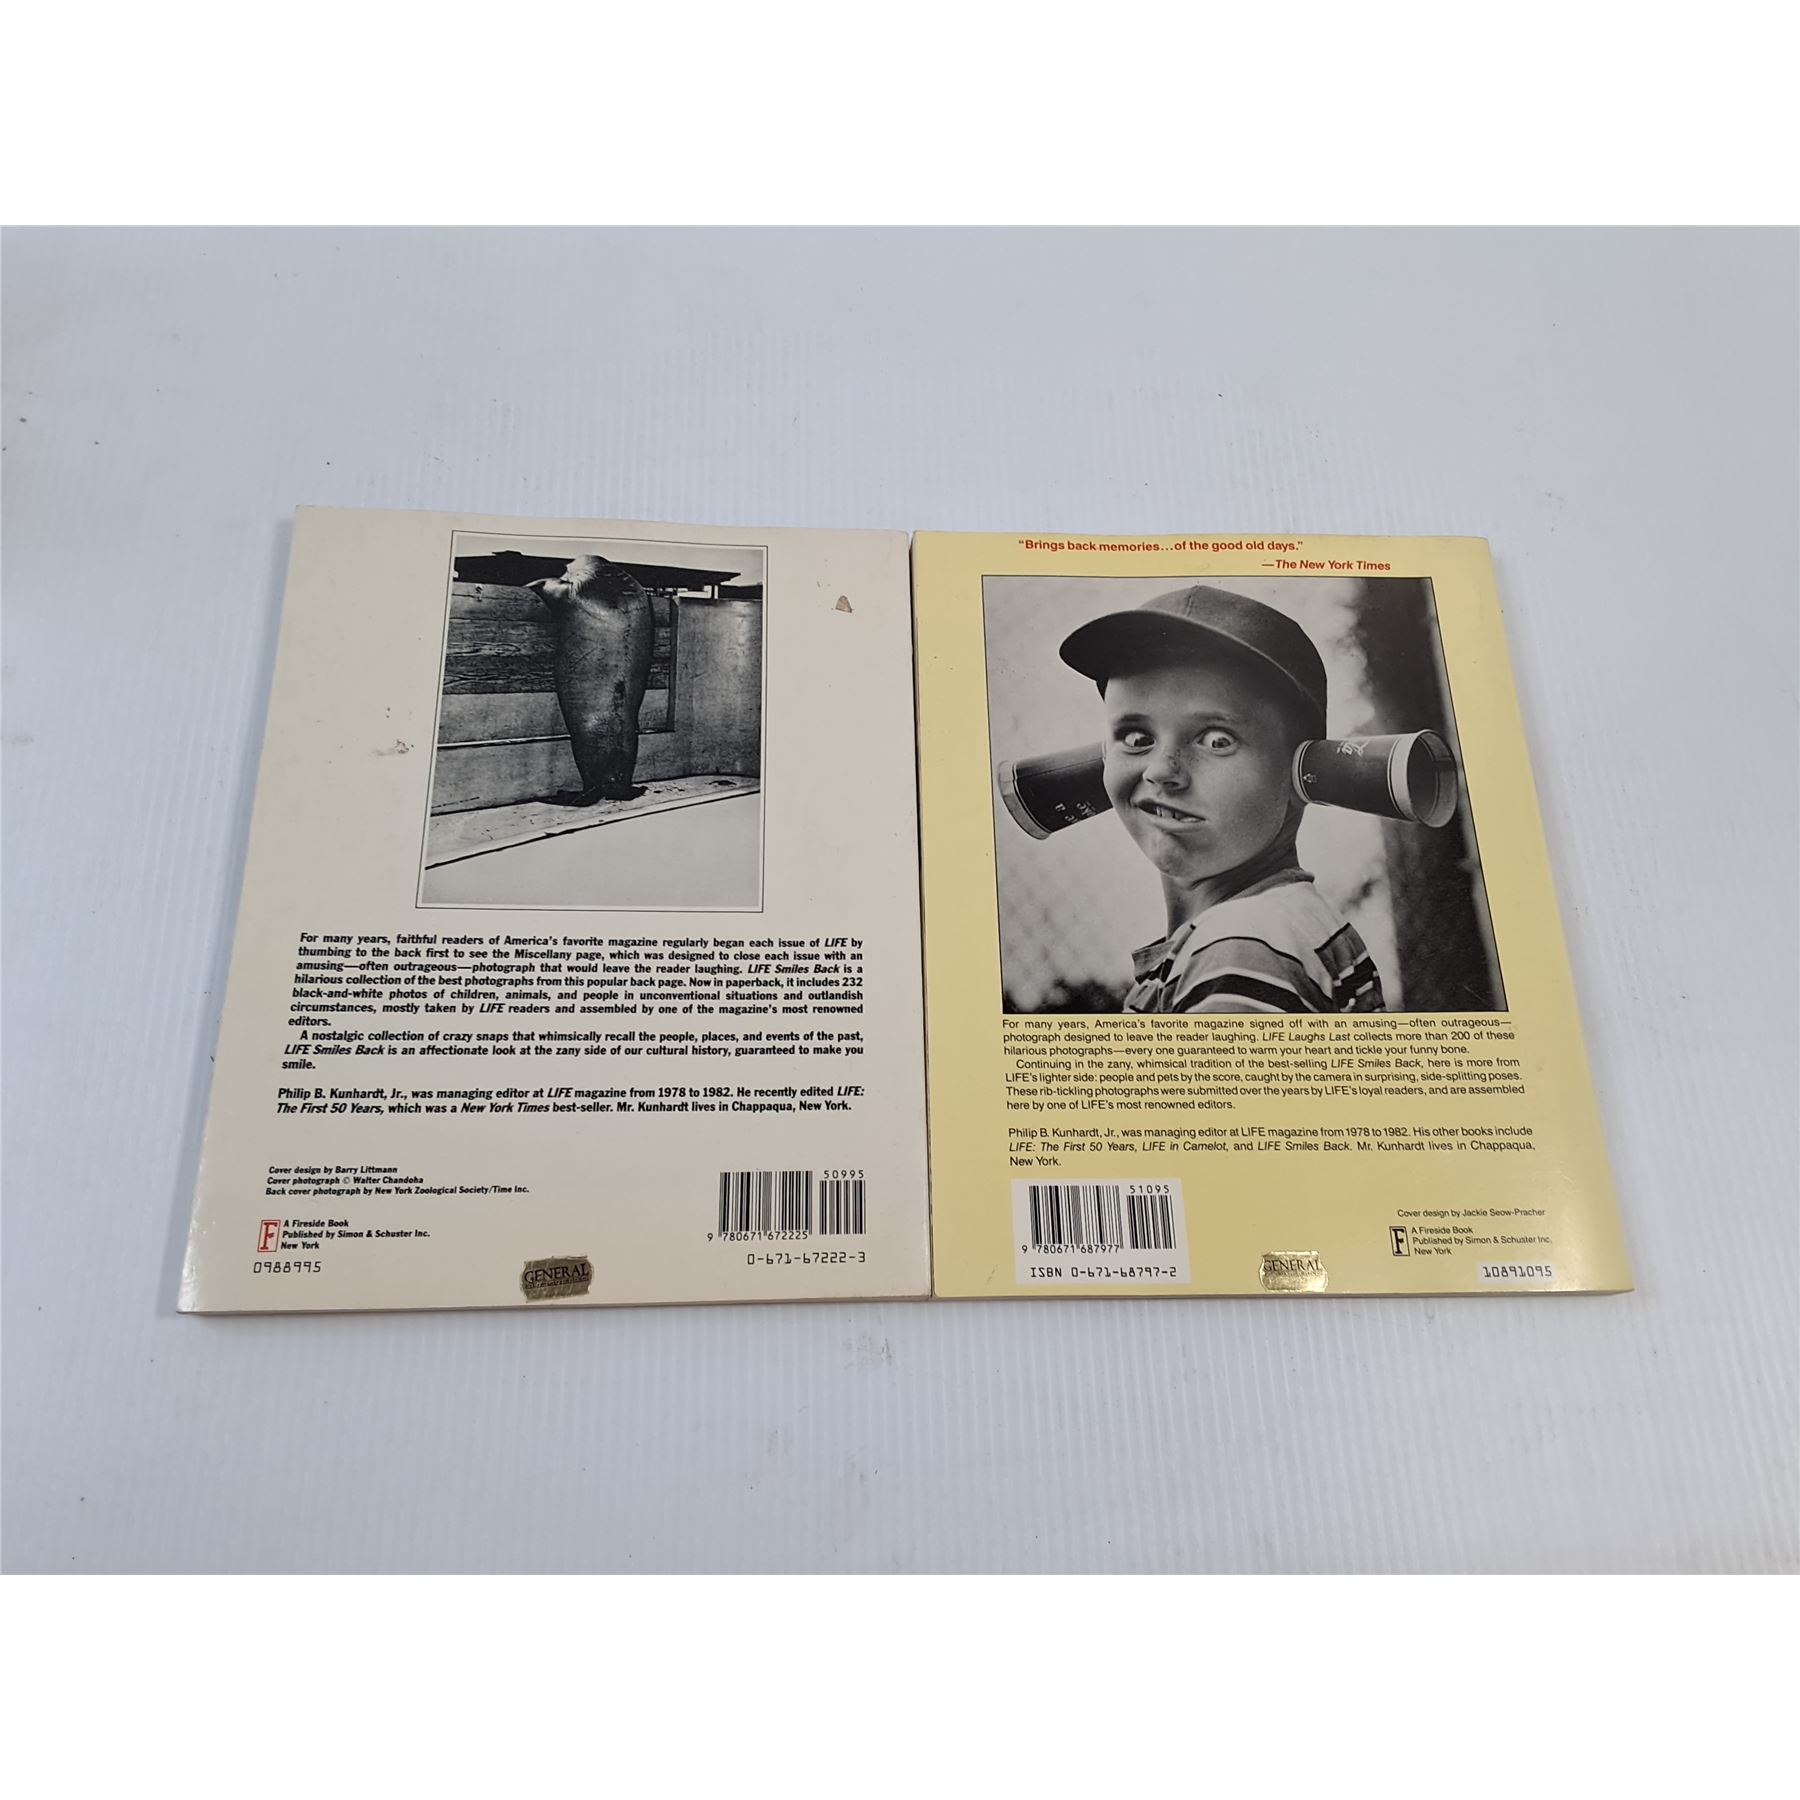 For many years, faithful readers of America's favorite magazine regularly began each issue of LIFE by
thumbing to the back first to see the Miscellany page, which was designed to close each issue with an
amusing—often outrageous—photograph that would leave the reader laughing. LIFE Smiles Back is a
hilarious collection of the best photographs from this popular back page. Now in paperback, it includes 232
black-and-white photos of children, animals, and people in unconventional situations and outlandish
circumstances, mostly taken by LIFE readers and assembled by one of the magazine's most renowned
editors.
A nostalgic collection of crazy snaps that whimsically recall the people, places, and events of the past,
LIFE Smiles Back is an affectionate look at the zany side of our cultural history, guaranteed to make you
smile.
Philip B. Kunhardt, Jr., was managing editor at LIFE magazine from 1978 to 1982. He recently edited LIFE:
The First 50 Years, which was a New York Times best-seller. Mr. Kunhardt lives in Chappaqua, New York.
Cover design by Barry Littmann
Cover photograph © Walter Chandoha
Back cover photograph by New York Zoological Society/Time Inc.
F
A Fireside Book
Published by Simon & Schuster Inc.
New York
0988995
GENERAL
50995
9 780671 672225
0-671-67222-3
"Brings back memories...of the good old days."
—The New York Times
For many years, America's favorite magazine signed off with an amusing—often outrageous—
photograph designed to leave the reader laughing. LIFE Laughs Last collects more than 200 of these
hilarious photographs—every one guaranteed to warm your heart and tickle your funny bone.
Continuing in the zany, whimsical tradition of the best-selling LIFE Smiles Back, here is more from
LIFE's lighter side: people and pets by the score, caught by the camera in surprising, side-splitting poses.
These rib-tickling photographs were submitted over the years by LIFE's loyal readers, and are assembled
here by one of LIFE's most renowned editors.
Philip B. Kunhardt, Jr., was managing editor at LIFE magazine from 1978 to 1982. His other books include
LIFE: The First 50 Years, LIFE in Camelot, and LIFE Smiles Back. Mr. Kunhardt lives in Chappaqua,
New York.
51095
9 780671 687977
ISBN 0-671-68797-2
GENERAL
Cover design by Jackie Seow-Pracher
F
A Fireside Book
Published by Simon & Schuster Inc.
New York
10891095